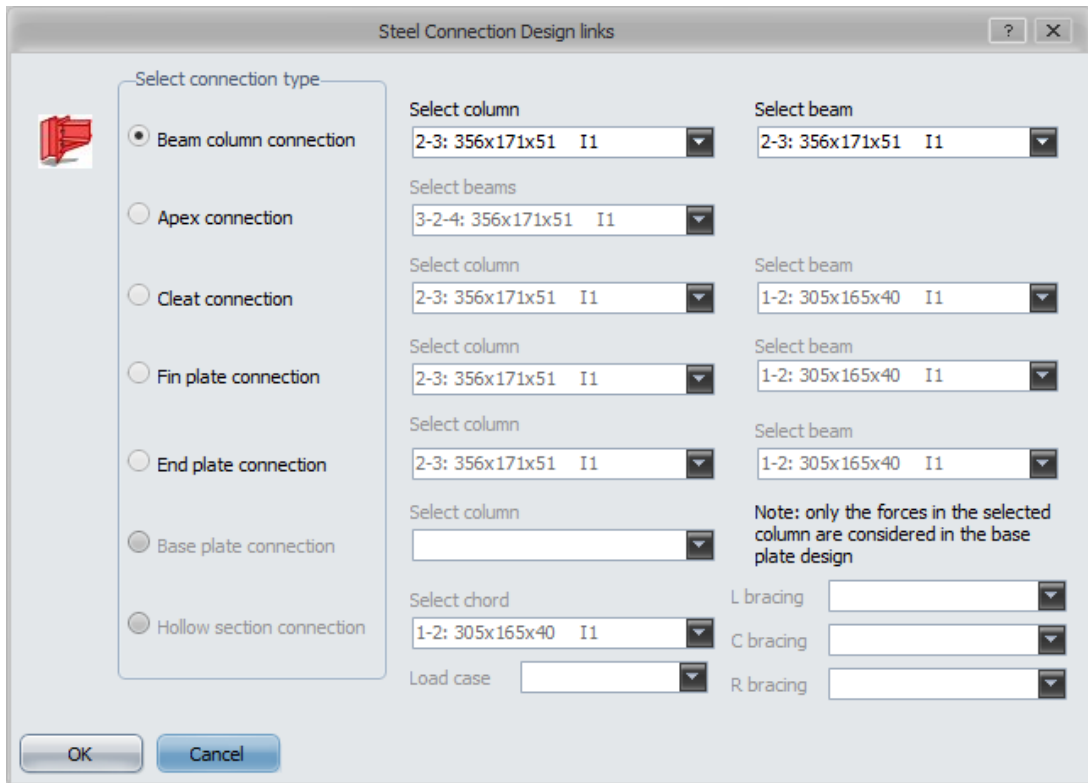 Steel Connection Design links
?
Select connection type
Beam column connection
Select column
Select beam
2-3: 356x171x51 I1
2-3: 356x171x51 I1
Apex connection
Select beams
3-2-4: 356x171x51 I1
Cleat connection
Select column
Select beam
2-3: 356x171x51 I1
1-2: 305x165x40 I1
Fin plate connection
Select column
Select beam
2-3: 356x171x51 I1
1-2: 305x165x40 I1
End plate connection
Select column
Select beam
2-3: 356x171x51 I1
1-2: 305x165x40 I1
Base plate connection
Select column
Note: only the forces in the selected
column are considered in the base
plate design
Hollow section connection
Select chord
1-2: 305x165x40 I1
Load case
L bracing
C bracing
R bracing
OK
Cancel